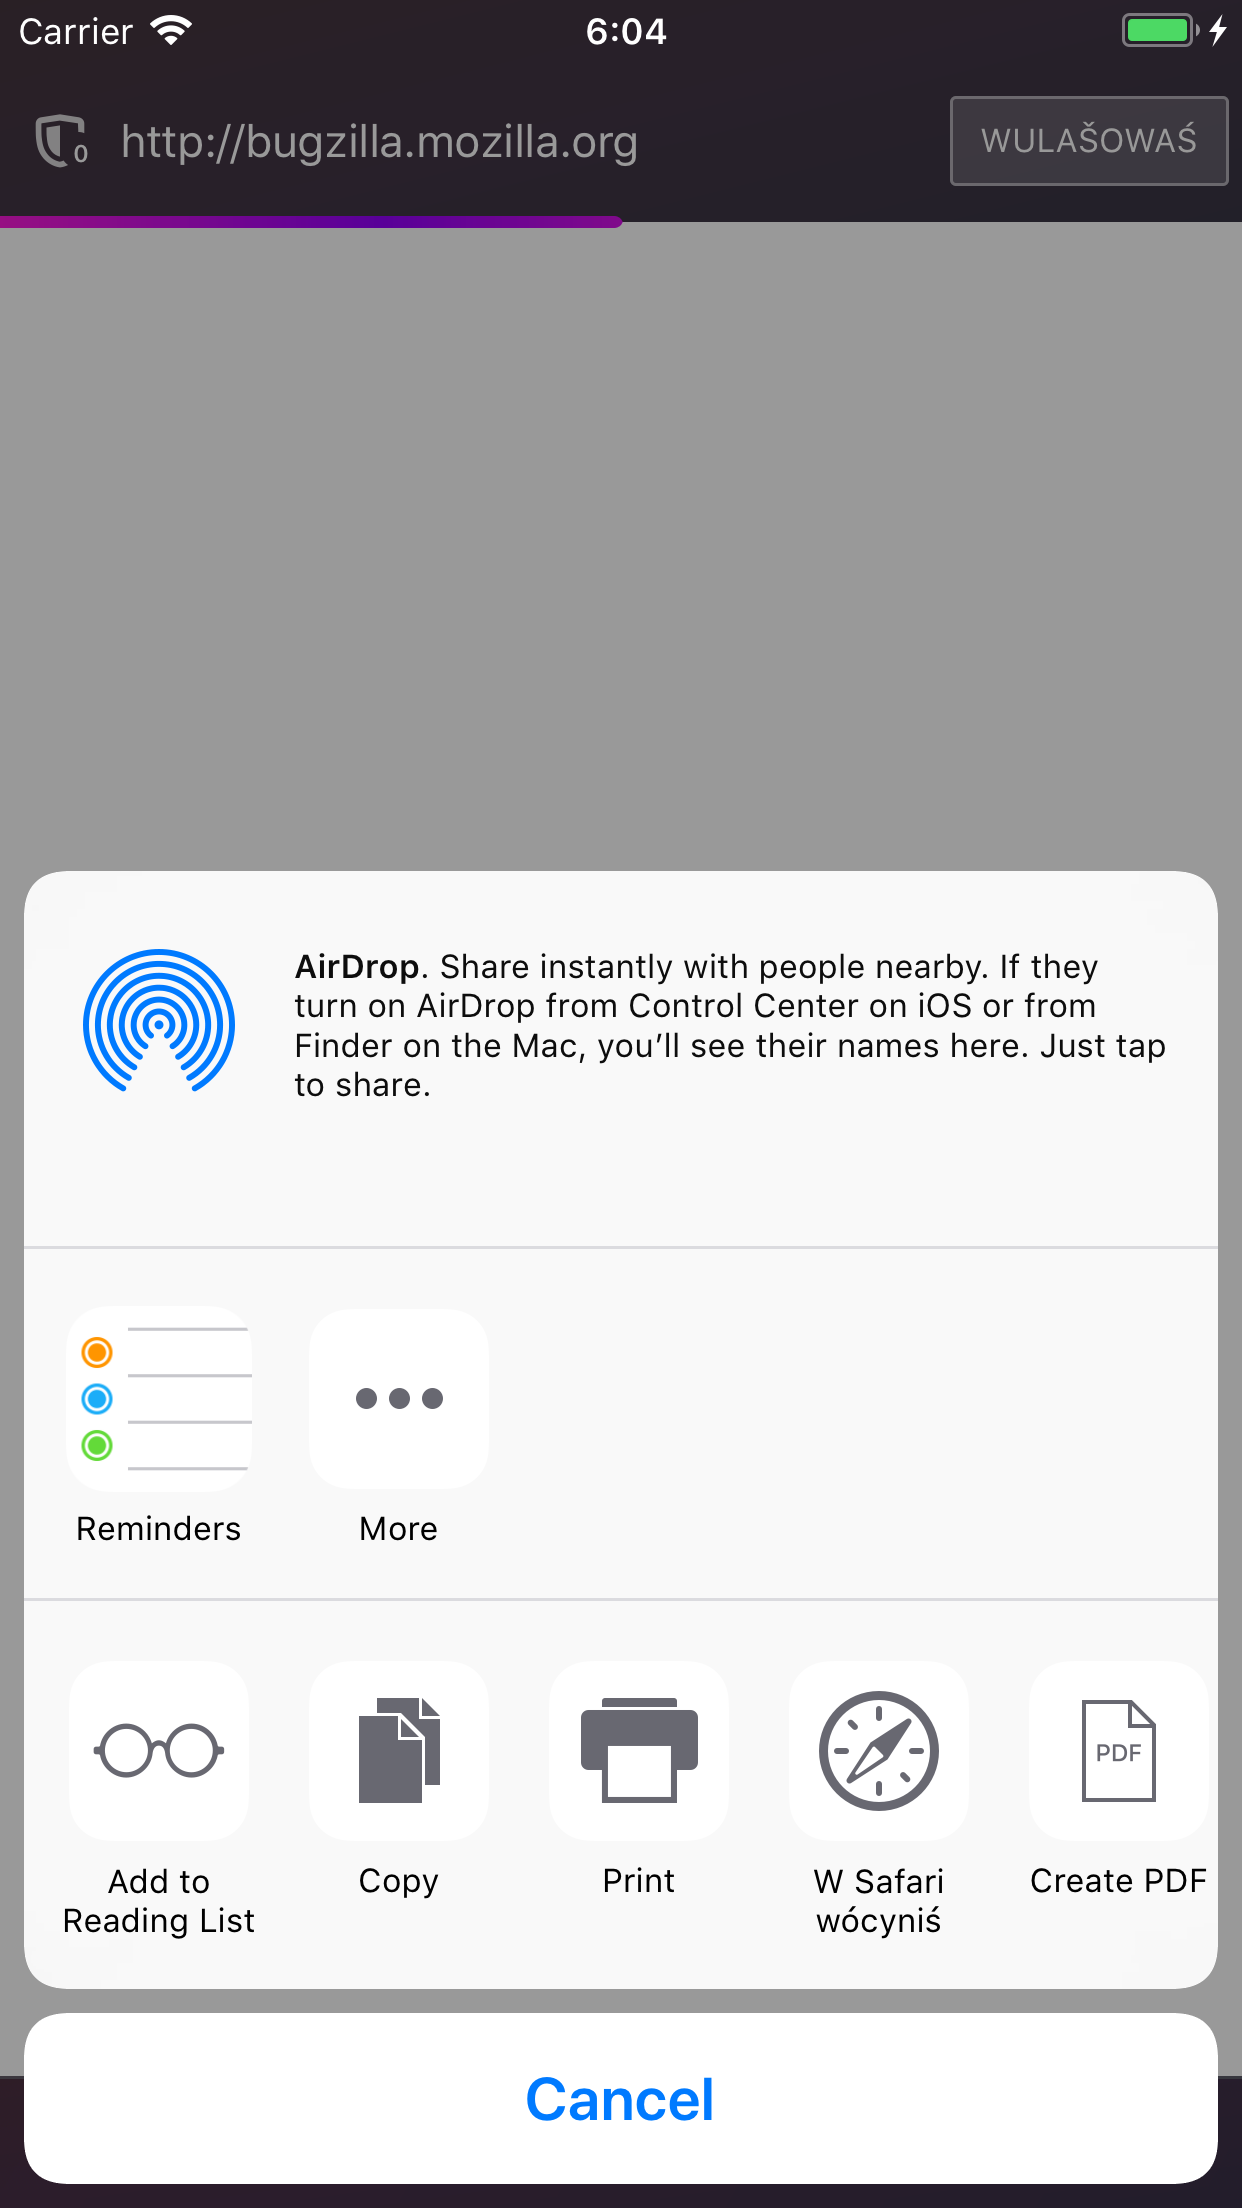 Carrier
6:04
0
http://bugzilla.mozilla.org
WULAŠOWAŚ
AirDrop. Share instantly with people nearby. If they
turn on AirDrop from Control Center on iOS or from
Finder on the Mac, you’ll see their names here. Just tap
to share.
Reminders
More
PDF
Add to
Reading List
Copy
Print
W Safari
wócyniś
Create PDF
Cancel